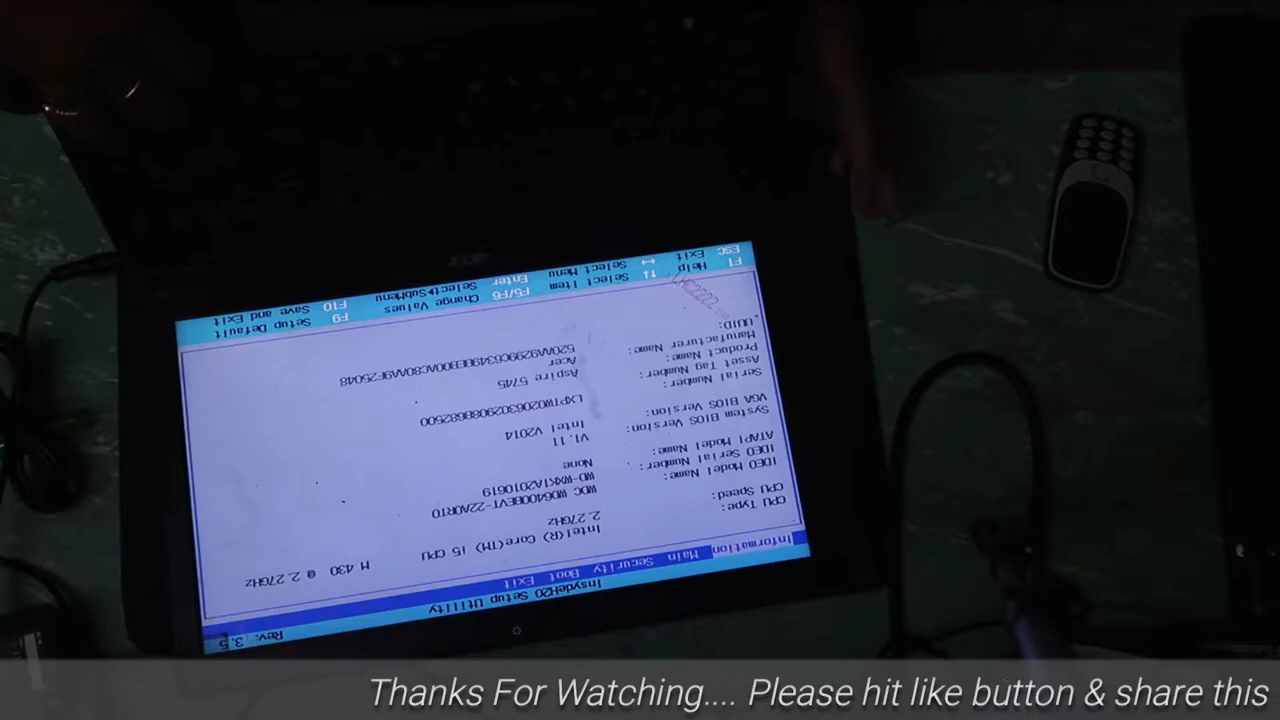 InsydeH20 Setup Utility Rev. 3.5
Information Main Security Boot Exit
CPU Type: Intel(R) Core(TM) i5 CPU M 430 @ 2.27GHz
CPU Speed: 2.27GHz
IDE0 Model Name: WDC WD6400BEVT-22A0RT0
IDE0 Serial Number: WD-WXK1A2010619
ATAPI Model Name: None
System BIOS Version: V1.11
VGA BIOS Version: Intel V2014
Serial Number: LXPTW0206302908B682500
Asset Tag Number:
Product Name: Aspire 5745
Manufacturer Name: Acer
UUID:
F1 Help ↑↓ Select Item F5/F6 Change Values F9 Setup Default
ESC Exit ↔ Select Menu Enter Select▸SubMenu F10 Save and Exit
acer
Thanks For Watching.... Please hit like button & share this